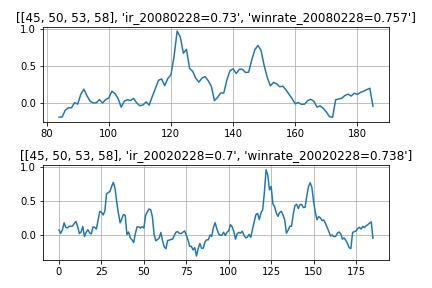 [[45, 50, 53, 58], 'ir_20080228=0.73', 'winrate_20080228=0.757']
1.0
0.5
0.0
80 100 120 140 160 180
[[45, 50, 53, 58], 'ir_20020228=0.7', 'winrate_20020228=0.738']
1.0
0.5
0.0
0 25 50 75 100 125 150 175